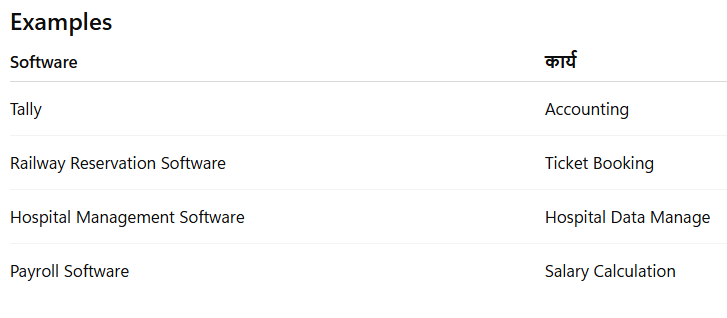 Examples
Software कार्य
Tally Accounting
Railway Reservation Software Ticket Booking
Hospital Management Software Hospital Data Manage
Payroll Software Salary Calculation